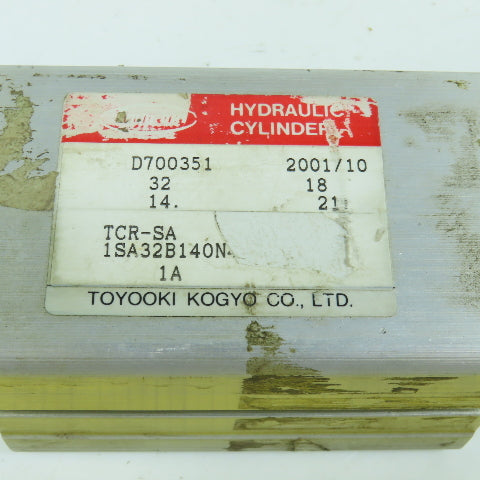 HYDRAULIC
CYLINDER
D700351 2001/10
32 18
14. 21
TCR-SA
1SA32B140N
1A
TOYOOKI KOGYO CO., LTD.